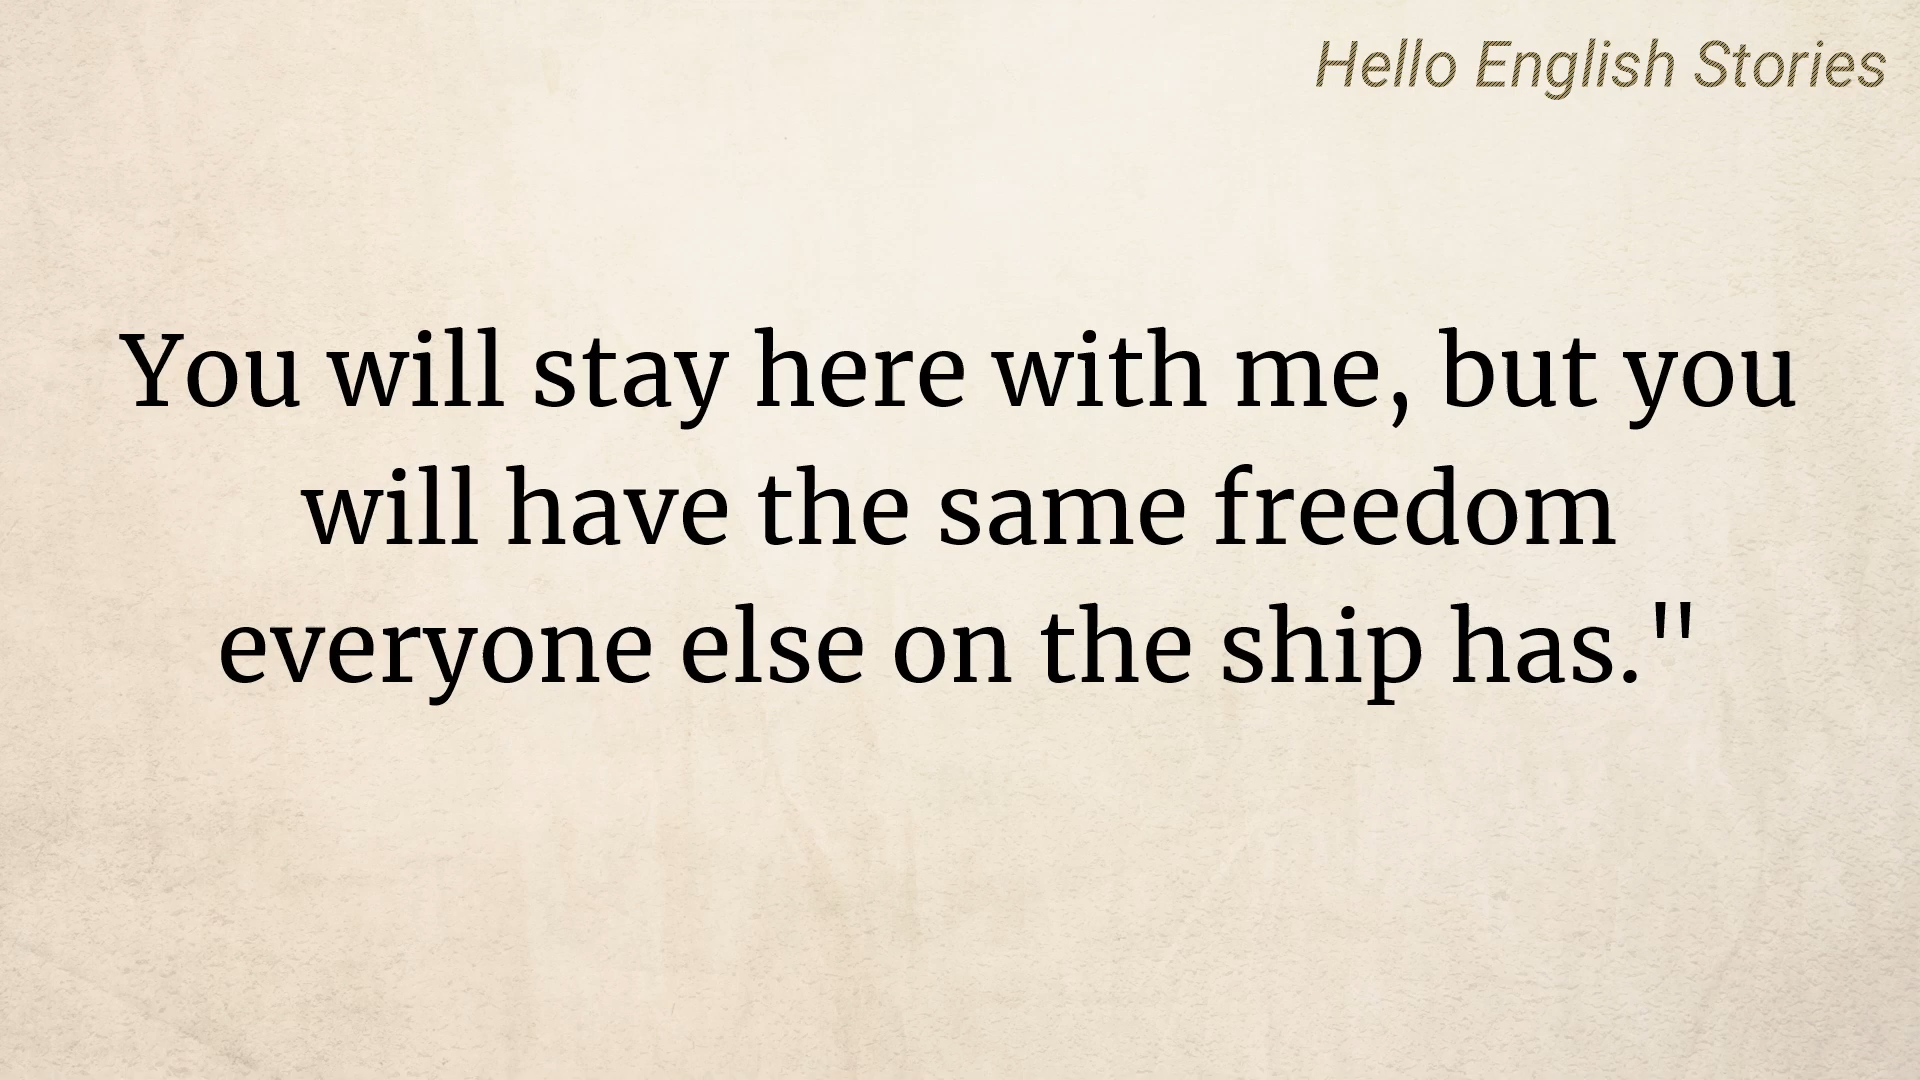 Hello English Stories
You will stay here with me, but you
will have the same freedom
everyone else on the ship has."